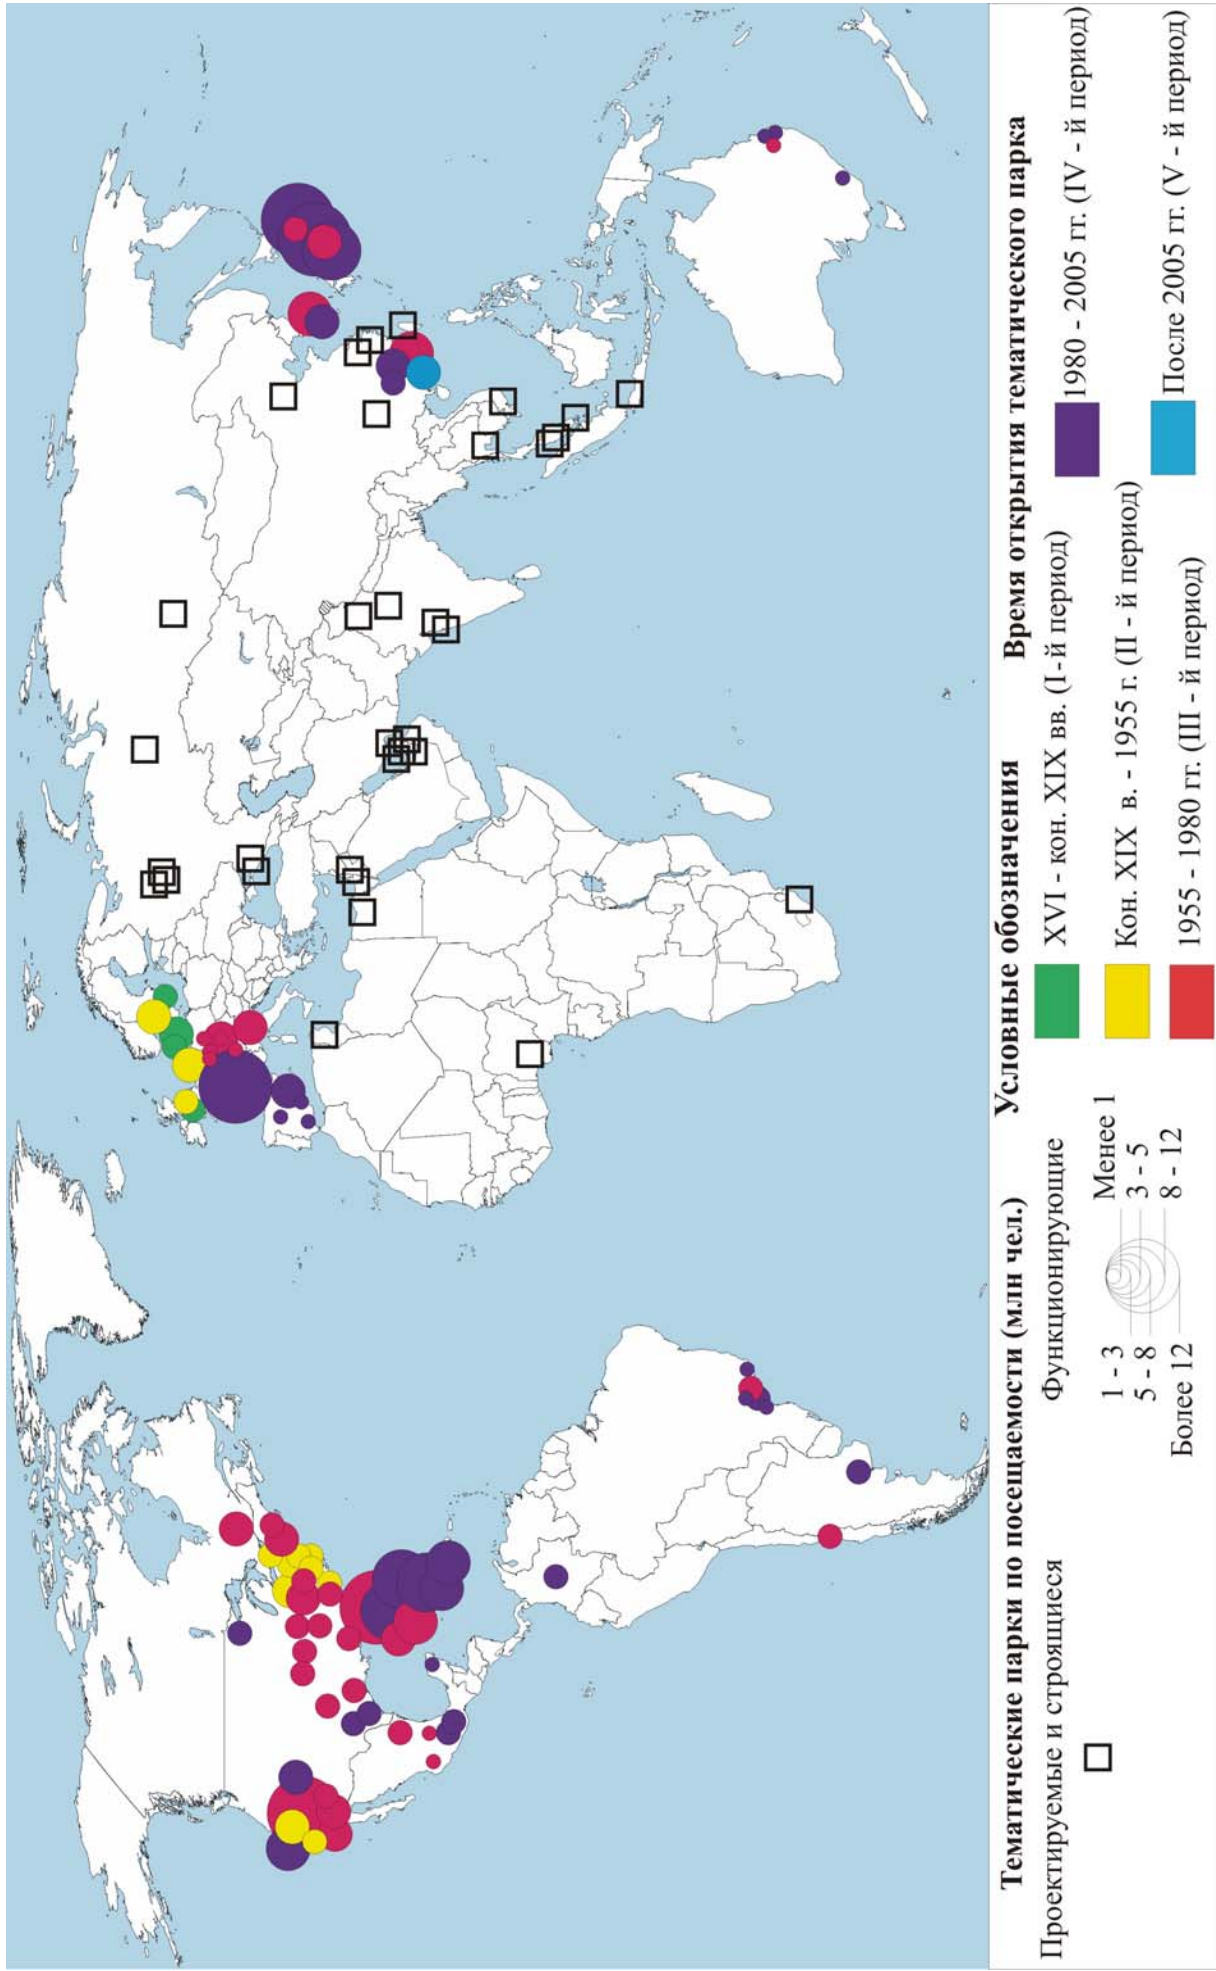 Условные обозначения
Тематические парки по посещаемости (млн чел.)
Проектируемые и строящиеся
Функционирующие
1 - 3
5 - 8
Более 12
Менее 1
3 - 5
8 - 12
Время открытия тематического парка
XVI - кон. XIX вв. (I-й период)
Кон. XIX в. - 1955 г. (II - й период)
1955 - 1980 гг. (III - й период)
1980 - 2005 гг. (IV - й период)
После 2005 гг. (V - й период)